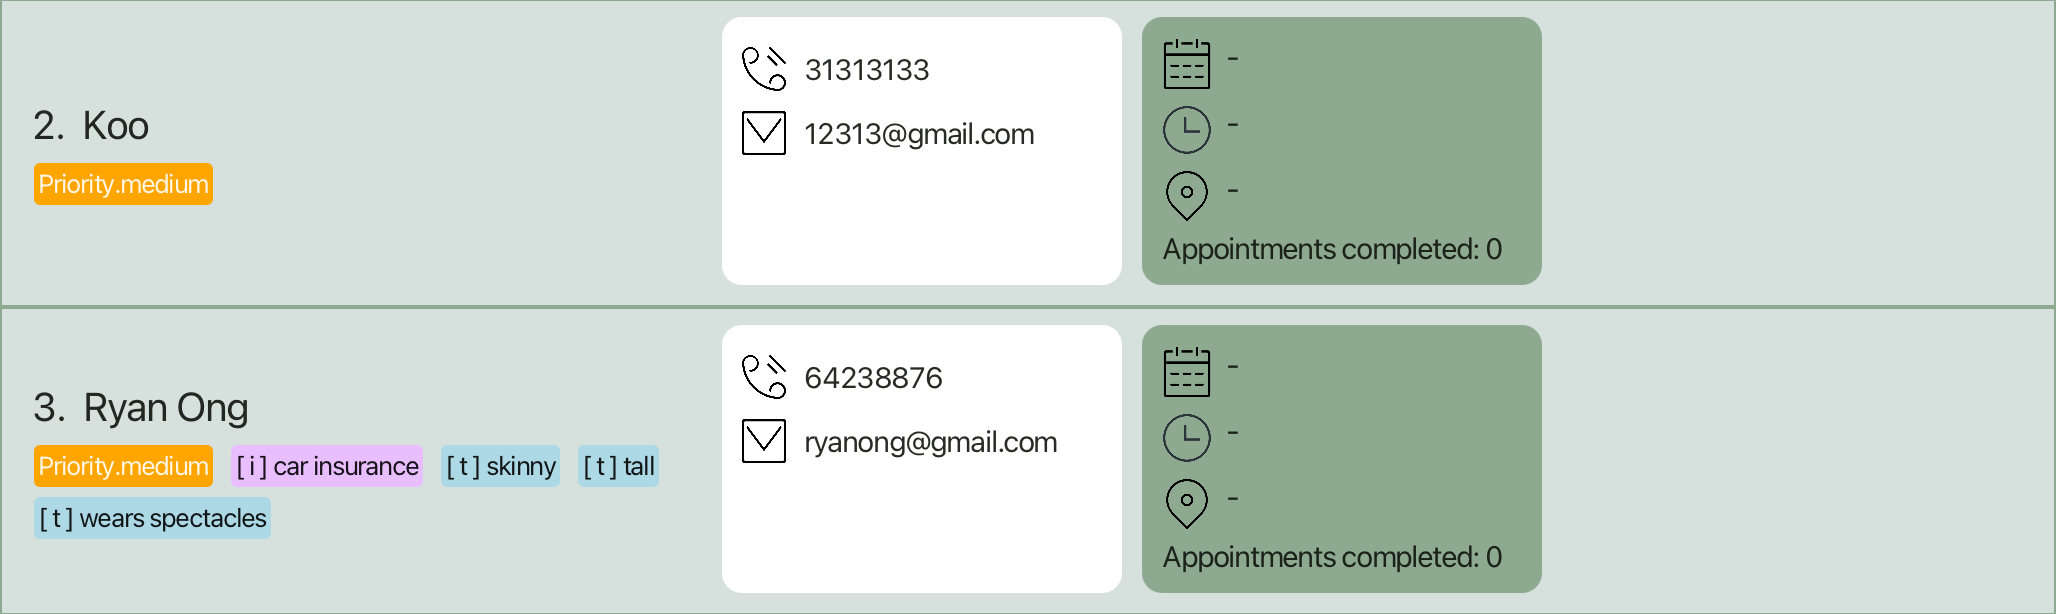 2. Koo
Priority.medium
31313133
12313@gmail.com
-
-
-
Appointments completed: 0
3. Ryan Ong
Priority.medium [ i ] car insurance [ t ] skinny [ t ] tall
[ t ] wears spectacles
64238876
ryanong@gmail.com
-
-
-
Appointments completed: 0